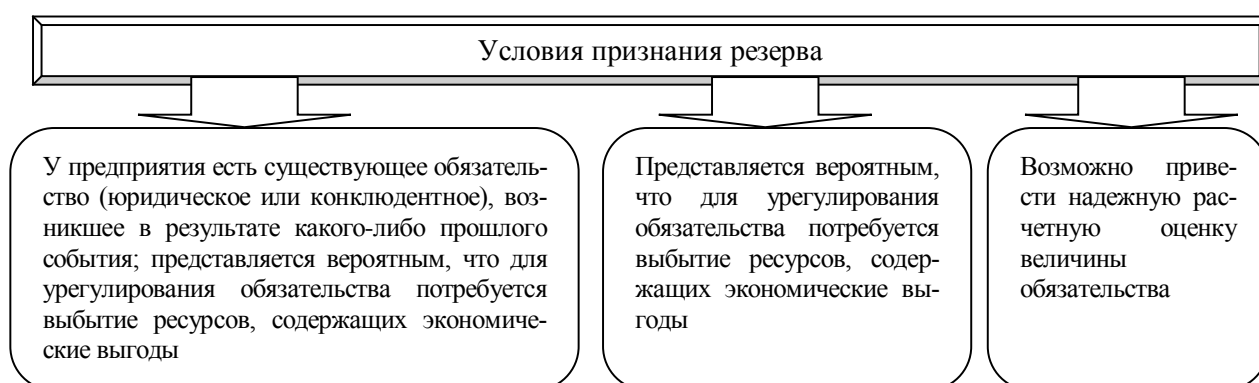 Условия признания резерва
У предприятия есть существующее обязатель-
ство (юридическое или конклюдентное), воз-
никшее в результате какого-либо прошлого
события; представляется вероятным, что для
урегулирования обязательства потребуется
выбытие ресурсов, содержащих экономиче-
ские выгоды
Представляется вероятным,
что для урегулирования
обязательства потребуется
выбытие ресурсов, содер-
жащих экономические вы-
годы
Возможно приве-
сти надежную рас-
четную оценку
величины
обязательства